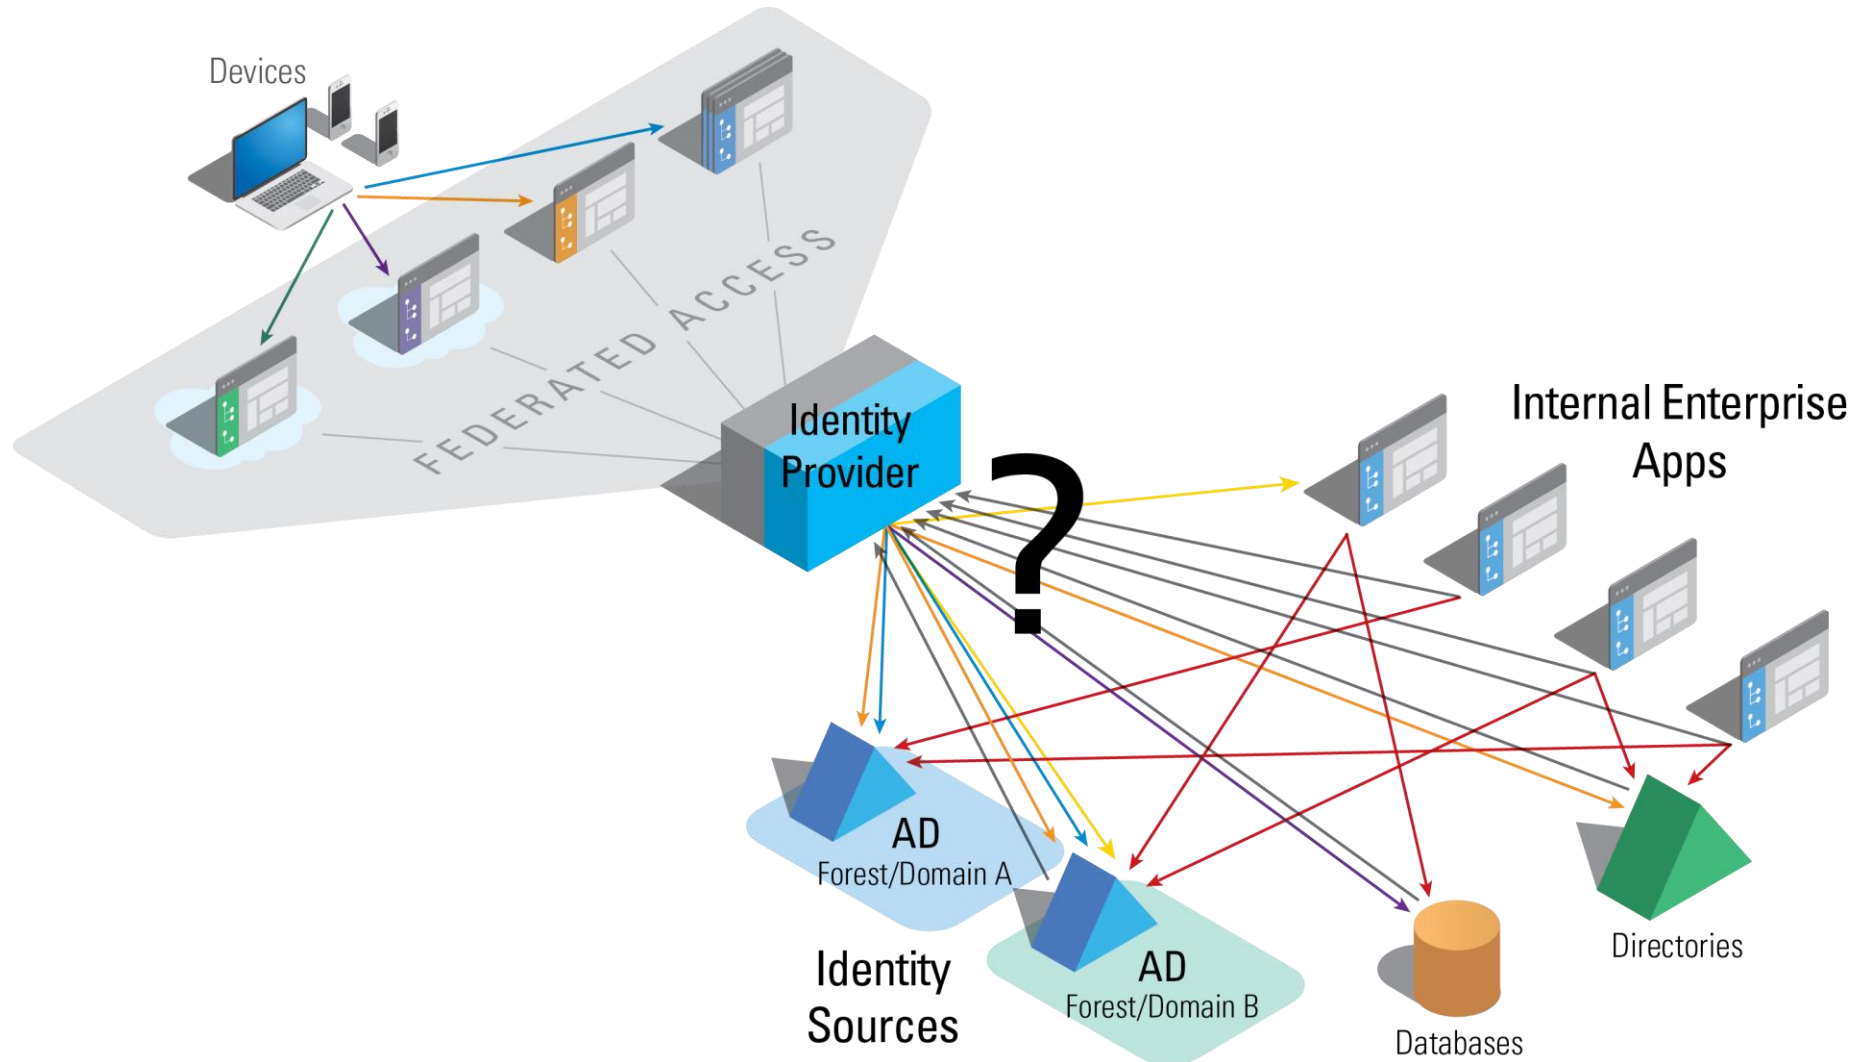 Devices
FEDERATED ACCESS
Identity
Provider
?
Internal Enterprise
Apps
AD
Forest/Domain A
Identity
Sources
AD
Forest/Domain B
Directories
Databases